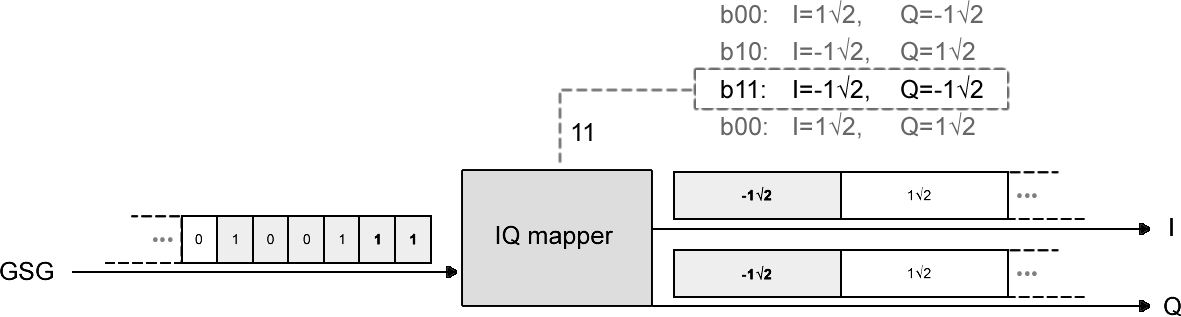 b00: I=1√2, Q=-1√2
b10: I=-1√2, Q=1√2
b11: I=-1√2, Q=-1√2
b00: I=1√2, Q=1√2
11
-1√2 1√2 •••
••• 0 1 0 0 1 1 1
IQ mapper
I
GSG
-1√2 1√2 •••
Q